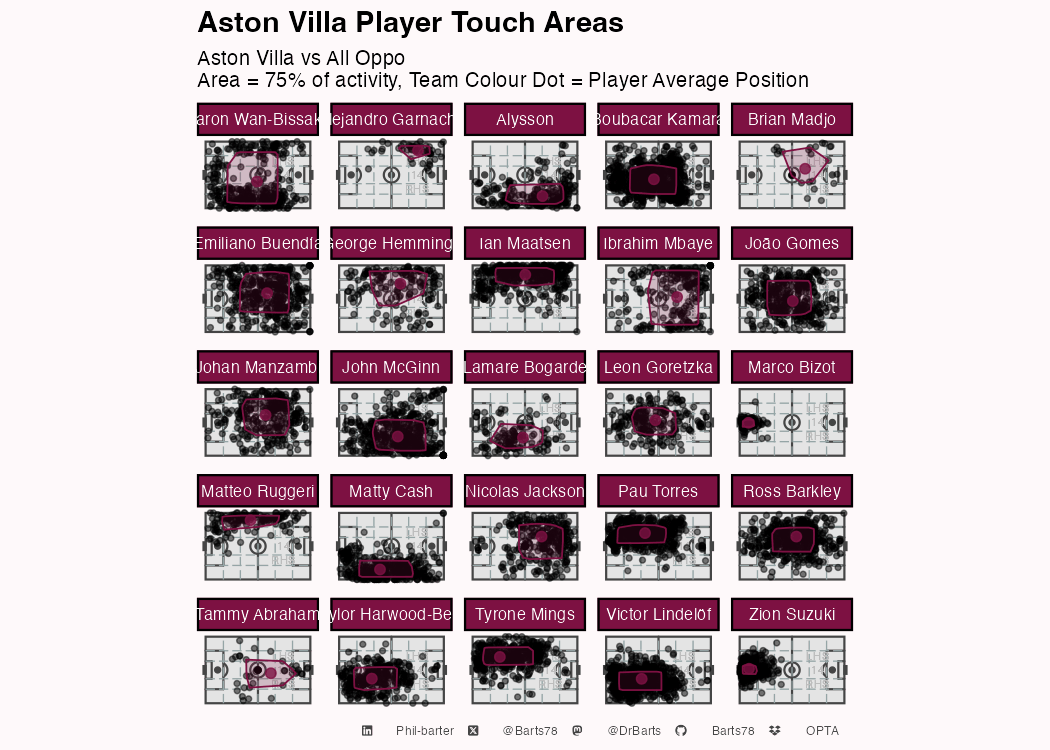 Aston Villa Player Touch Areas
Aston Villa vs All Oppo
Area = 75% of activity, Team Colour Dot = Player Average Position
aron Wan-Bissak
lejandro Garnach
Alysson
Boubacar Kamara
Brian Madjo
Emiliano Buendía
George Hemming
Ian Maatsen
Ibrahim Mbaye
João Gomes
Johan Manzamb
John McGinn
Lamare Bogarde
Leon Goretzka
Marco Bizot
Matteo Ruggeri
Matty Cash
Nicolas Jackson
Pau Torres
Ross Barkley
Tammy Abraham
ylor Harwood-Be
Tyrone Mings
Victor Lindelöf
Zion Suzuki
Phil-barter @Barts78 @DrBarts Barts78 OPTA